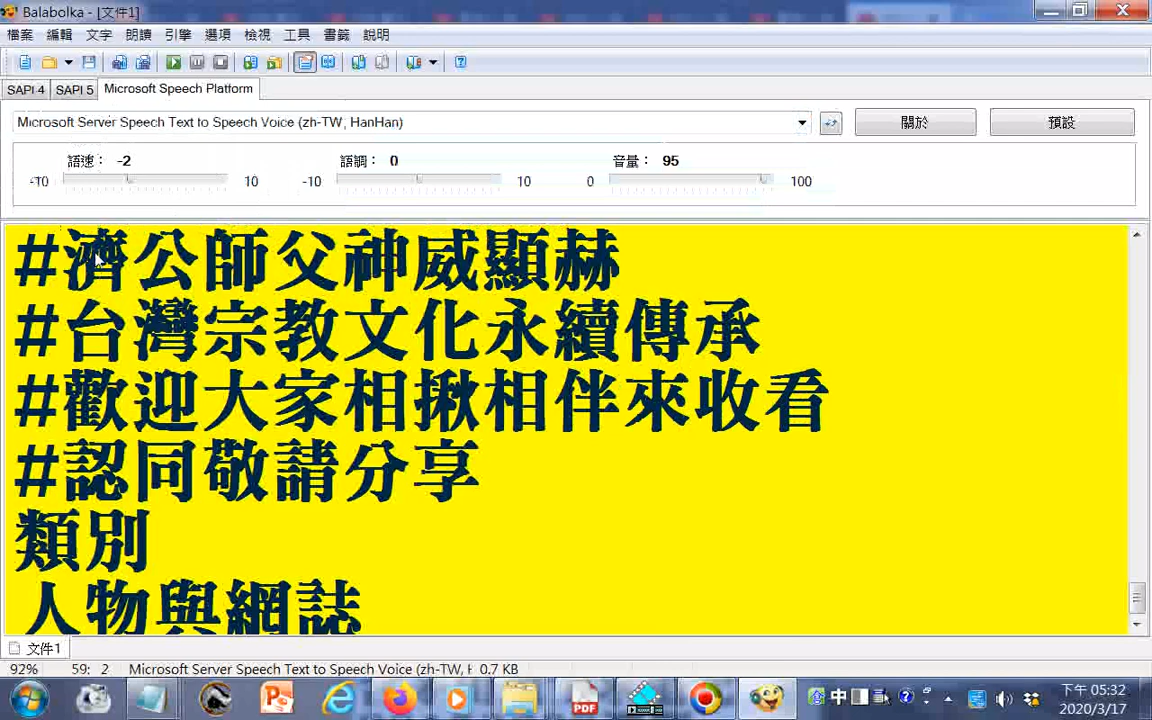 Balabolka - [文件1]
檔案 編輯 文字 朗讀 引擎 選項 檢視 工具 書籤 說明
SAPI 4 SAPI 5 Microsoft Speech Platform
Microsoft Server Speech Text to Speech Voice (zh-TW, HanHan) 關於 預設
語速： -2 語調： 0 音量： 95
-10 10 -10 10 0 100
#濟公師父神威顯赫
#台灣宗教文化永續傳承
#歡迎大家相揪相伴來收看
#認同敬請分享
類別
人物與網誌
文件1
92% 59: 2 Microsoft Server Speech Text to Speech Voice (zh-TW, H 0.7 KB
中
下午 05:32
2020/3/17
PDF